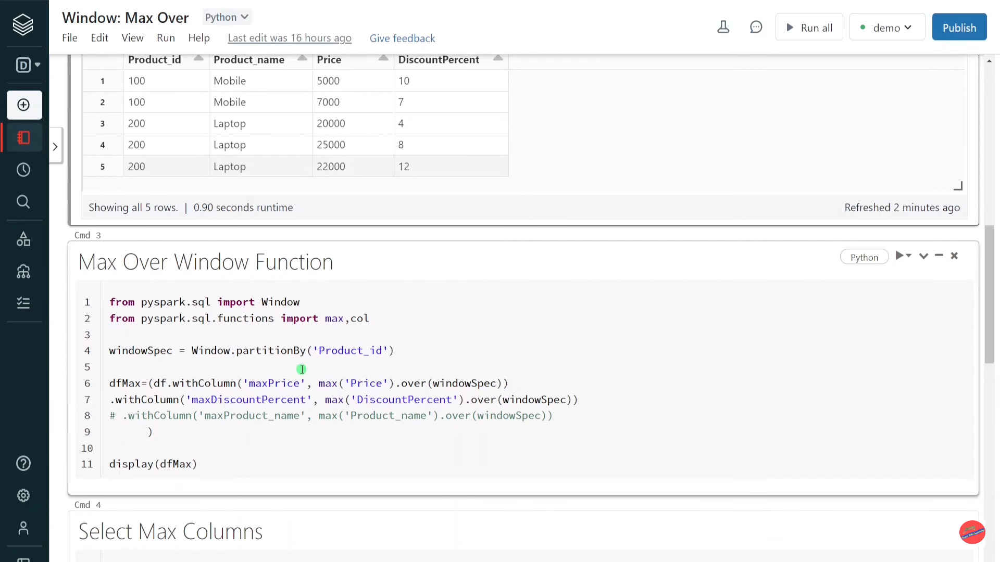 Window: Max Over Python
File Edit View Run Help Last edit was 16 hours ago Give feedback
Run all demo Publish
D
Product_id Product_name Price DiscountPercent
1 100 Mobile 5000 10
2 100 Mobile 7000 7
3 200 Laptop 20000 4
4 200 Laptop 25000 8
5 200 Laptop 22000 12
Showing all 5 rows. | 0.90 seconds runtime Refreshed 2 minutes ago
Cmd 3
Max Over Window Function
Python
1 from pyspark.sql import Window
2 from pyspark.sql.functions import max,col
3
4 windowSpec = Window.partitionBy('Product_id')
5
6 dfMax=(df.withColumn('maxPrice', max('Price').over(windowSpec))
7 .withColumn('maxDiscountPercent', max('DiscountPercent').over(windowSpec))
8 # .withColumn('maxProduct_name', max('Product_name').over(windowSpec))
9 )
10
11 display(dfMax)
Cmd 4
Select Max Columns